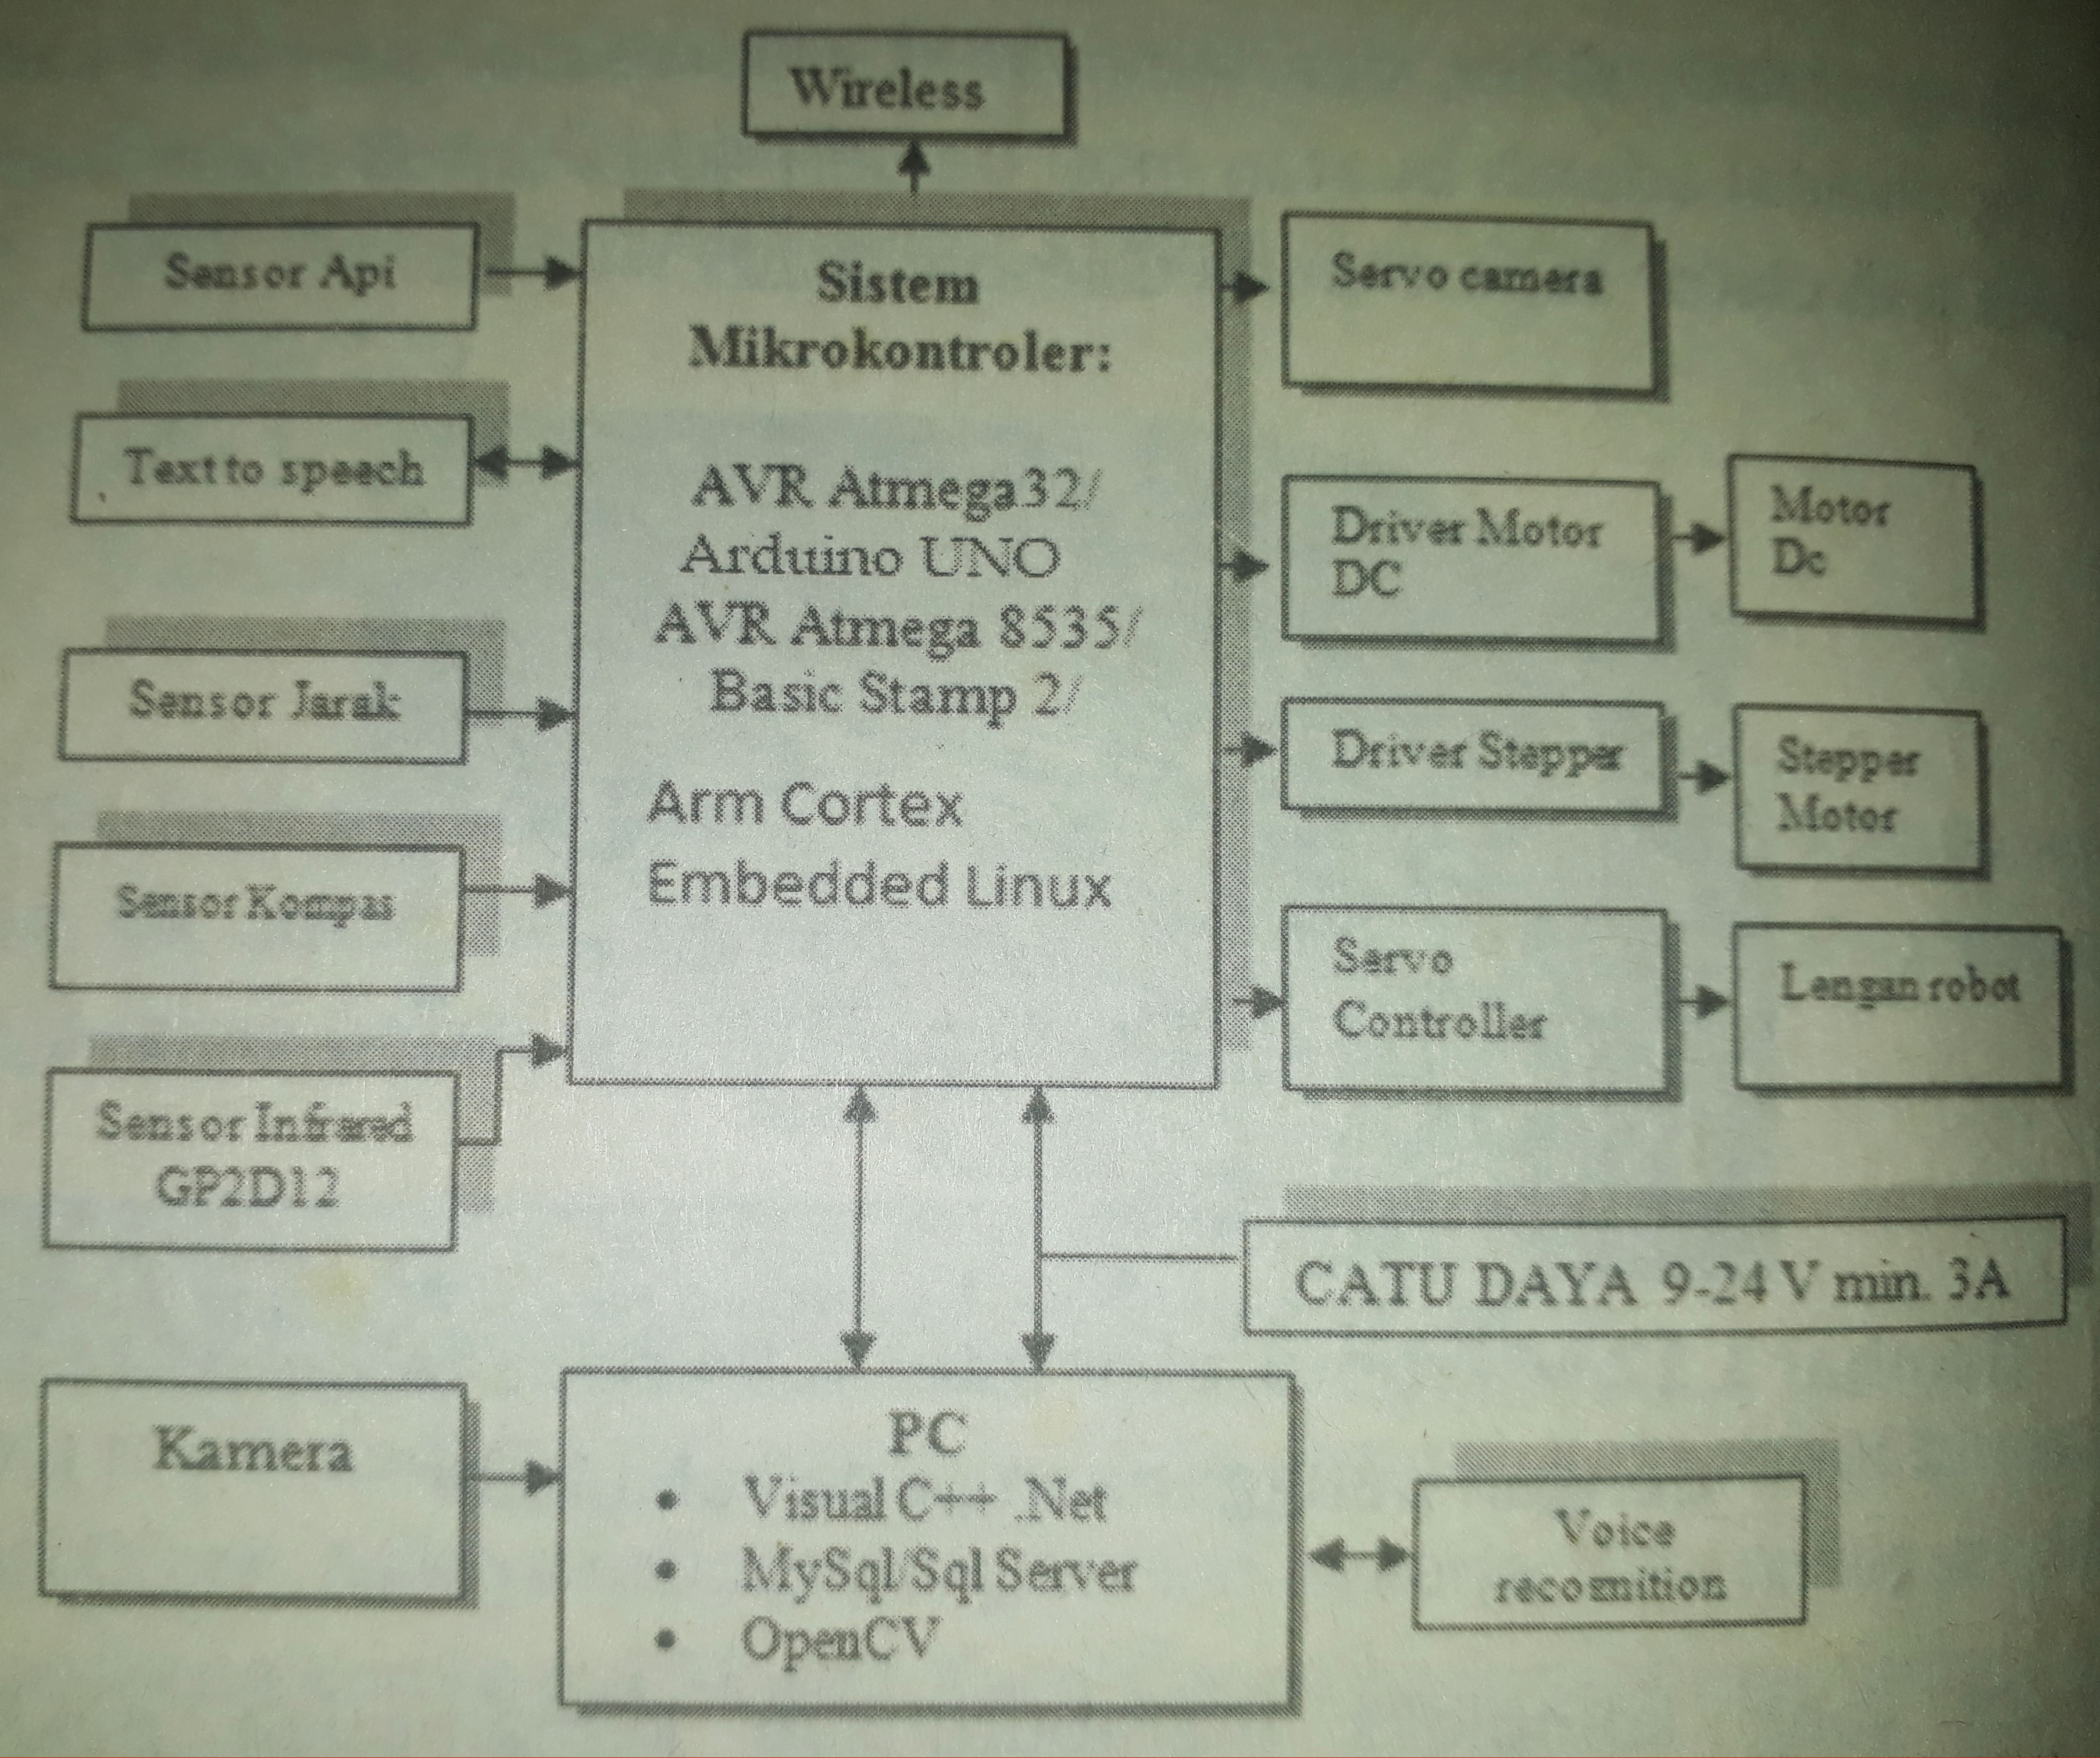 Wireless
Sensor Api
Text to speech
Sensor Jarak
Sensor Kompas
Sensor Infrared
GP2D12
Sistem
Mikrokontroler:
AVR Atmega32/
Arduino UNO
AVR Atmega 8535/
Basic Stamp 2/
Arm Cortex
Embedded Linux
Servo camera
Driver Motor
DC
Motor
Dc
Driver Stepper
Stepper
Motor
Servo
Controller
Lengan robot
CATU DAYA 9-24 V min. 3A
Kamera
PC
• Visual C++ .Net
• MySql/Sql Server
• OpenCV
Voice
recognition